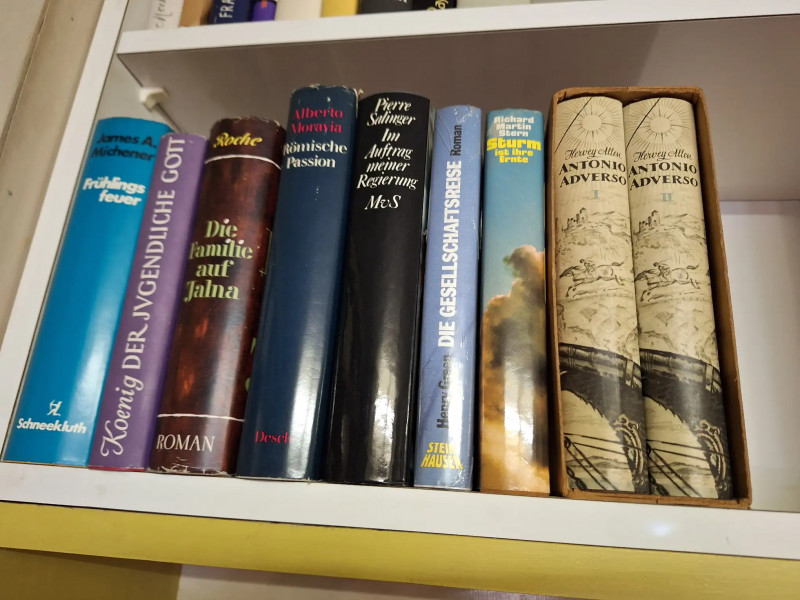 James A.
Michener
Frühlings
feuer
Schneekluth
Koenig DER JVGENDLICHE GOTT
Roche
Die
Familie
auf
Jalna
ROMAN
Alberto
Moravia
Römische
Passion
Desch
Pierre
Salinger
Im
Auftrag
meiner
Regierung
MvS
Henry Green DIE GESELLSCHAFTSREISE Roman
STEIN
HAUSEN
Richard
Martin
Stern
Sturm
ist ihre
Ernte
Hervey Allen
ANTONIO
ADVERSO
I
Hervey Allen
ANTONIO
ADVERSO
II